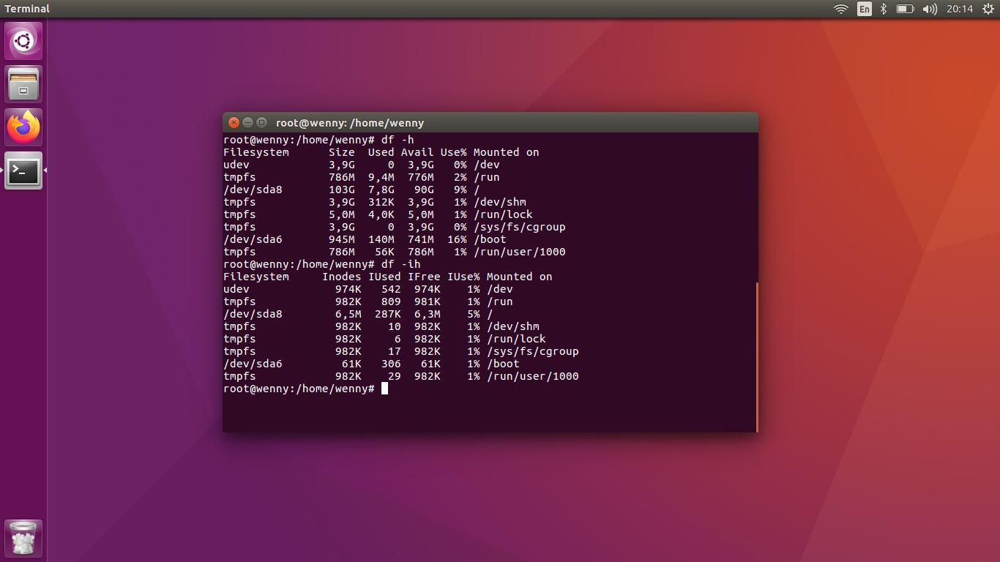 Terminal
En
20:14
root@wenny: /home/wenny
root@wenny:/home/wenny# df -h
Filesystem      Size  Used Avail Use% Mounted on
udev            3,9G     0  3,9G   0% /dev
tmpfs           786M  9,4M  776M   2% /run
/dev/sda8       103G  7,8G   90G   9% /
tmpfs           3,9G  312K  3,9G   1% /dev/shm
tmpfs           5,0M  4,0K  5,0M   1% /run/lock
tmpfs           3,9G     0  3,9G   0% /sys/fs/cgroup
/dev/sda6       945M  140M  741M  16% /boot
tmpfs           786M   56K  786M   1% /run/user/1000
root@wenny:/home/wenny# df -ih
Filesystem     Inodes IUsed IFree IUse% Mounted on
udev             974K   542  974K    1% /dev
tmpfs            982K   809  981K    1% /run
/dev/sda8        6,5M  287K  6,3M    5% /
tmpfs            982K    10  982K    1% /dev/shm
tmpfs            982K     6  982K    1% /run/lock
tmpfs            982K    17  982K    1% /sys/fs/cgroup
/dev/sda6         61K   306   61K    1% /boot
tmpfs            982K    29  982K    1% /run/user/1000
root@wenny:/home/wenny#